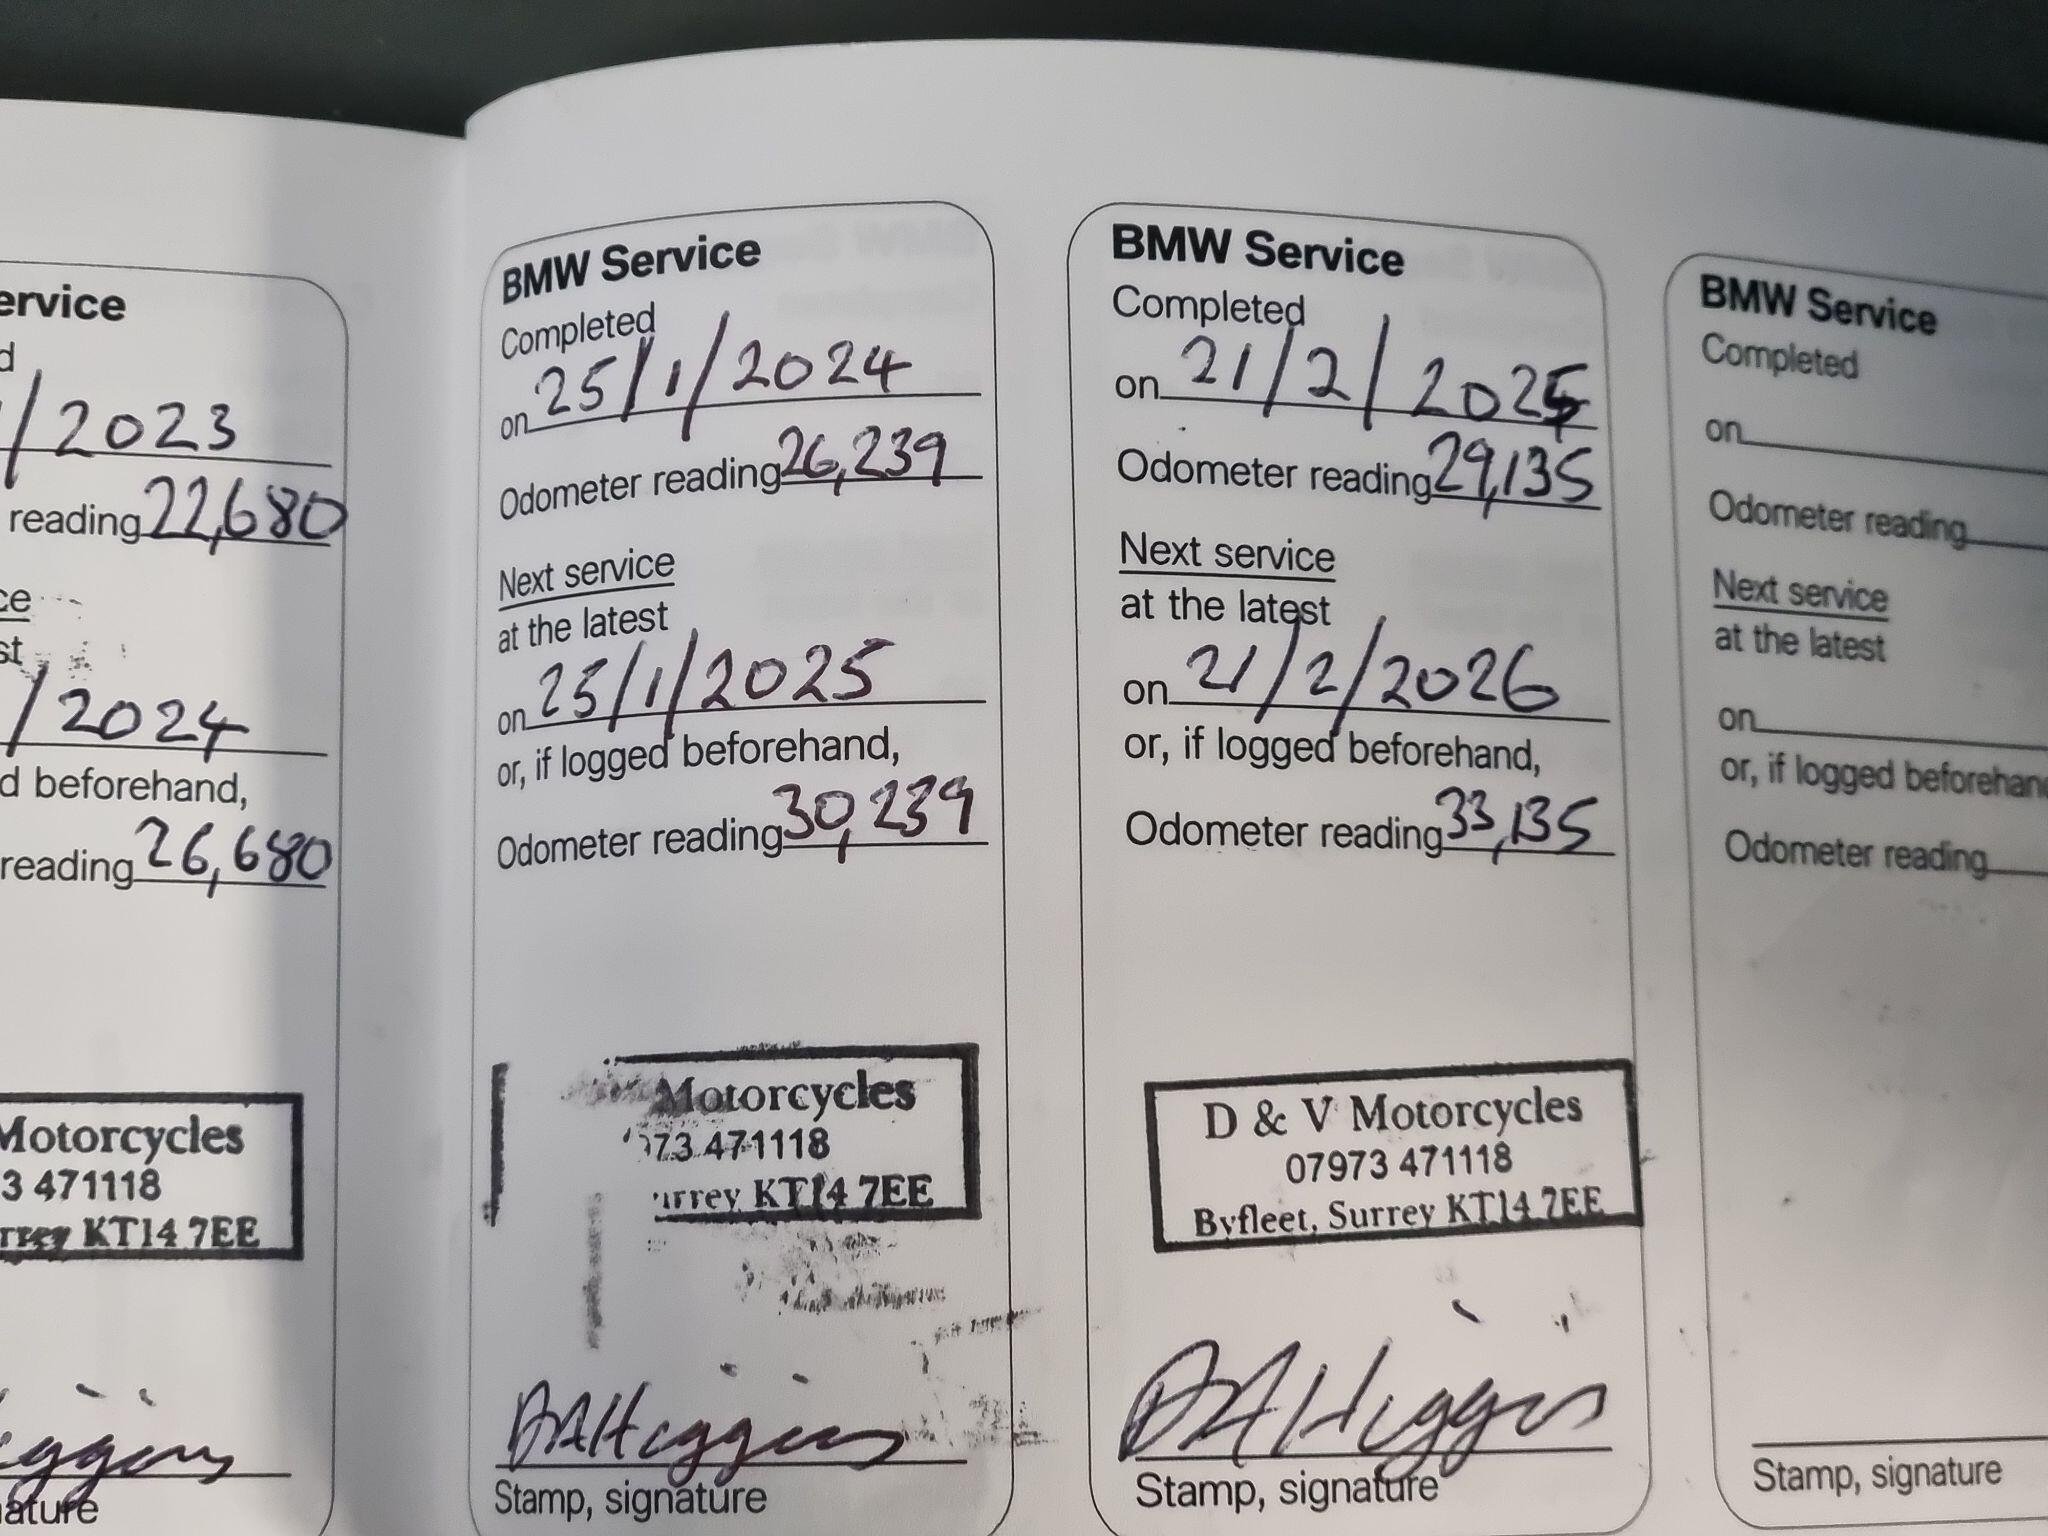 ervice
d
/2023
reading 22,680
ce
st
/2024
d beforehand,
reading 26,680
Motorcycles
3 471118
rrey KT14 7EE
ature
BMW Service
Completed
on 25/1/2024
Odometer reading 26,239
Next service
at the latest
on 25/1/2025
or, if logged beforehand,
Odometer reading 30,239
Motorcycles
973 471118
urrey KT14 7EE
DAHiggins
Stamp, signature
BMW Service
Completed
on 21/2/2025
Odometer reading 29,135
Next service
at the latest
on 21/2/2026
or, if logged beforehand,
Odometer reading 33,135
D & V Motorcycles
07973 471118
Byfleet, Surrey KT14 7EE
DAHiggins
Stamp, signature
BMW Service
Completed
on
Odometer reading
Next service
at the latest
on
or, if logged beforehan
Odometer reading
Stamp, signature